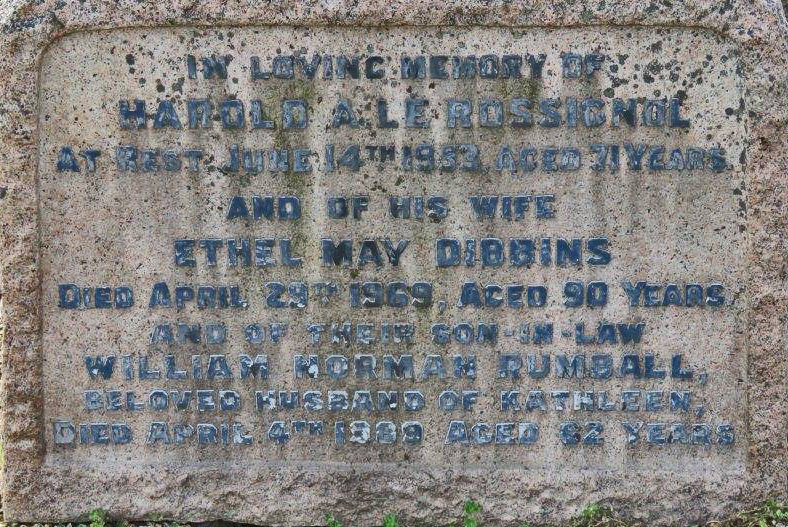 IN LOVING MEMORY OF
HAROLD A. LE ROSSIGNOL
AT REST JUNE 14TH 1953, AGED 71 YEARS.
AND OF HIS WIFE
ETHEL MAY DIBBINS
DIED APRIL 29TH 1969, AGED 90 YEARS.
AND OF THEIR SON-IN-LAW
WILLIAM NORMAN RUMBALL,
BELOVED HUSBAND OF KATHLEEN,
DIED APRIL 4TH 1989 AGED 82 YEARS